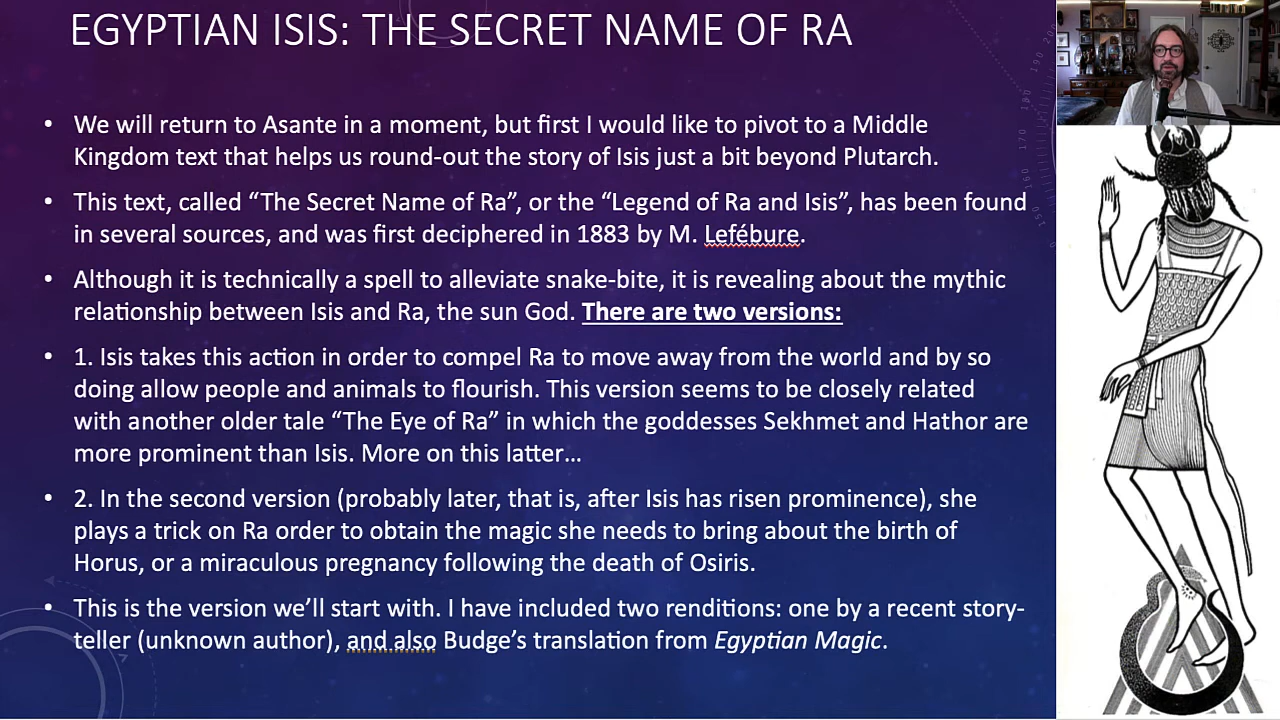 EGYPTIAN ISIS: THE SECRET NAME OF RA
• We will return to Asante in a moment, but first I would like to pivot to a Middle
Kingdom text that helps us round-out the story of Isis just a bit beyond Plutarch.
• This text, called “The Secret Name of Ra”, or the “Legend of Ra and Isis”, has been found
in several sources, and was first deciphered in 1883 by M. Lefébure.
• Although it is technically a spell to alleviate snake-bite, it is revealing about the mythic
relationship between Isis and Ra, the sun God. There are two versions:
• 1. Isis takes this action in order to compel Ra to move away from the world and by so
doing allow people and animals to flourish. This version seems to be closely related
with another older tale “The Eye of Ra” in which the goddesses Sekhmet and Hathor are
more prominent than Isis. More on this latter…
• 2. In the second version (probably later, that is, after Isis has risen prominence), she
plays a trick on Ra order to obtain the magic she needs to bring about the birth of
Horus, or a miraculous pregnancy following the death of Osiris.
• This is the version we’ll start with. I have included two renditions: one by a recent story-
teller (unknown author), and also Budge’s translation from Egyptian Magic.
150 160 170 180 190 200